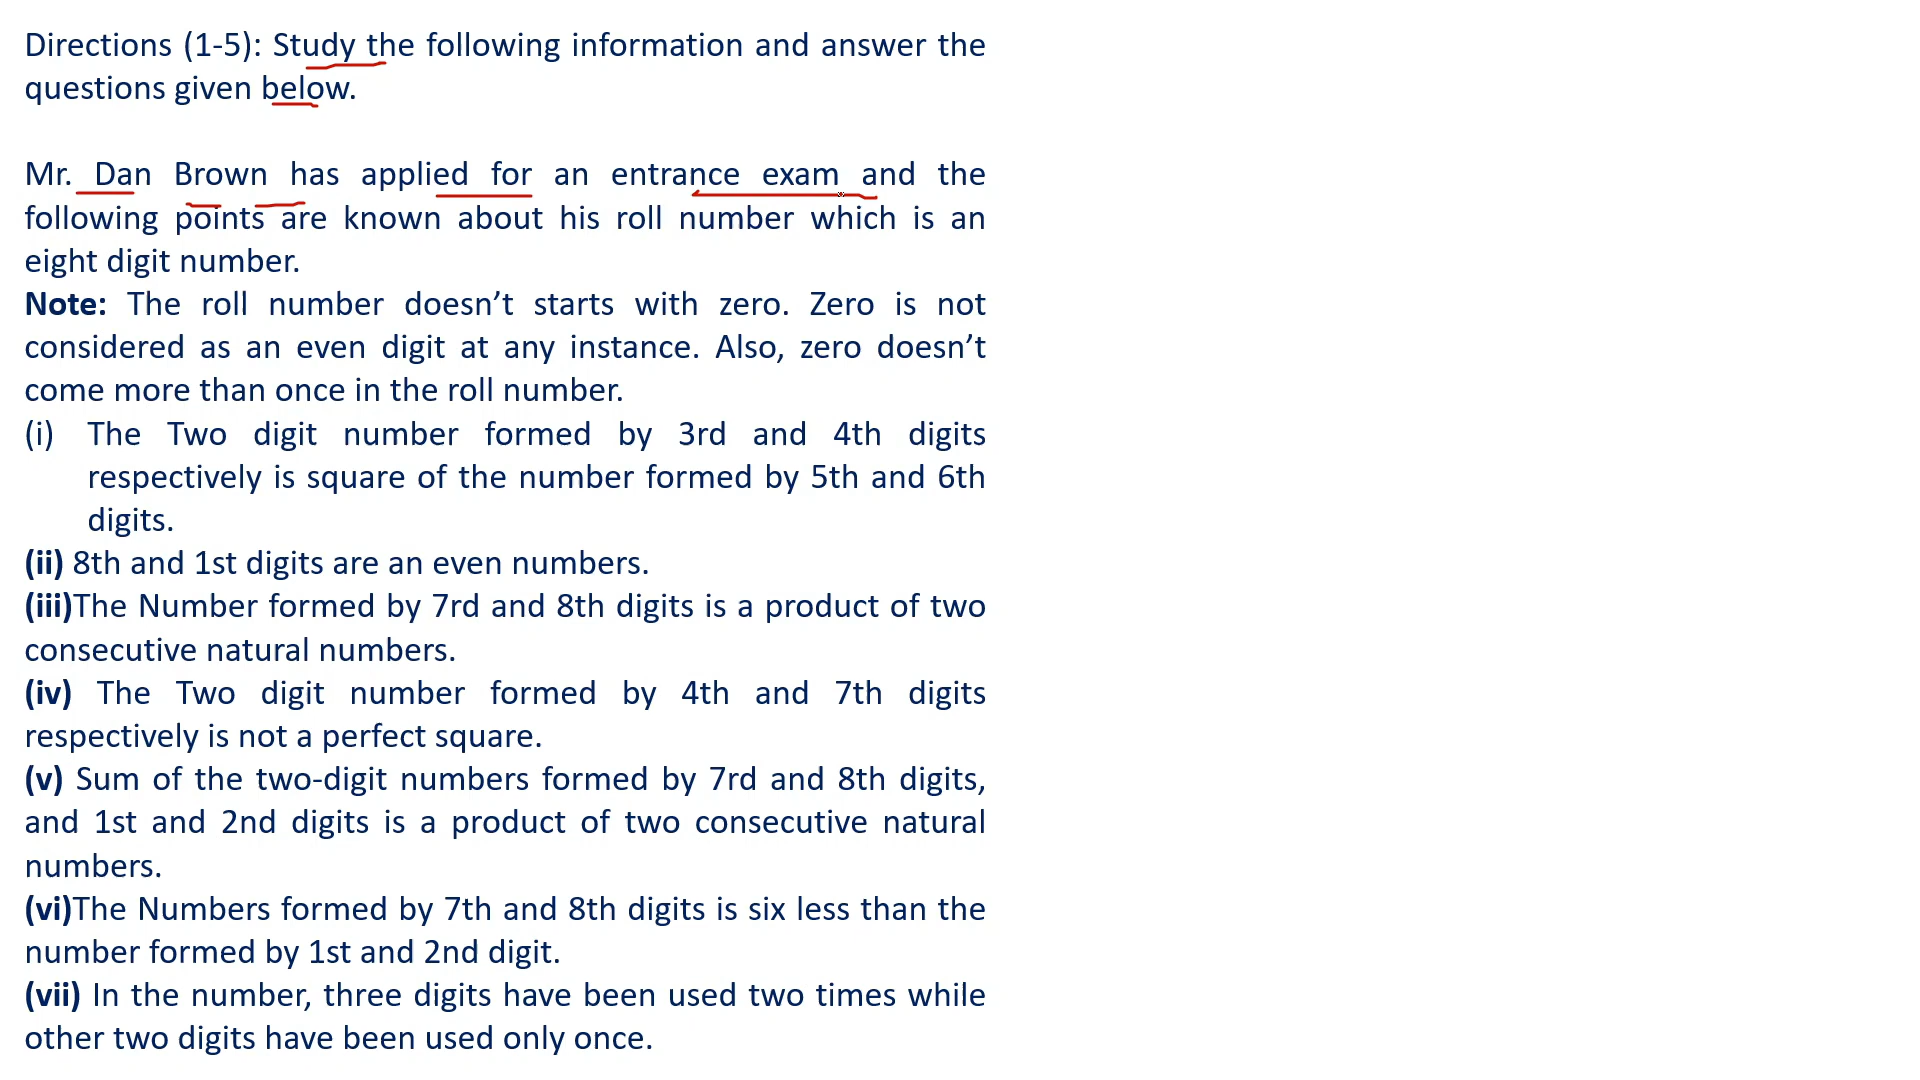 Directions (1-5): Study the following information and answer the
questions given below.
Mr. Dan Brown has applied for an entrance exam and the
following points are known about his roll number which is an
eight digit number.
Note: The roll number doesn’t starts with zero. Zero is not
considered as an even digit at any instance. Also, zero doesn’t
come more than once in the roll number.
(i) The Two digit number formed by 3rd and 4th digits
respectively is square of the number formed by 5th and 6th
digits.
(ii) 8th and 1st digits are an even numbers.
(iii)The Number formed by 7rd and 8th digits is a product of two
consecutive natural numbers.
(iv) The Two digit number formed by 4th and 7th digits
respectively is not a perfect square.
(v) Sum of the two-digit numbers formed by 7rd and 8th digits,
and 1st and 2nd digits is a product of two consecutive natural
numbers.
(vi)The Numbers formed by 7th and 8th digits is six less than the
number formed by 1st and 2nd digit.
(vii) In the number, three digits have been used two times while
other two digits have been used only once.